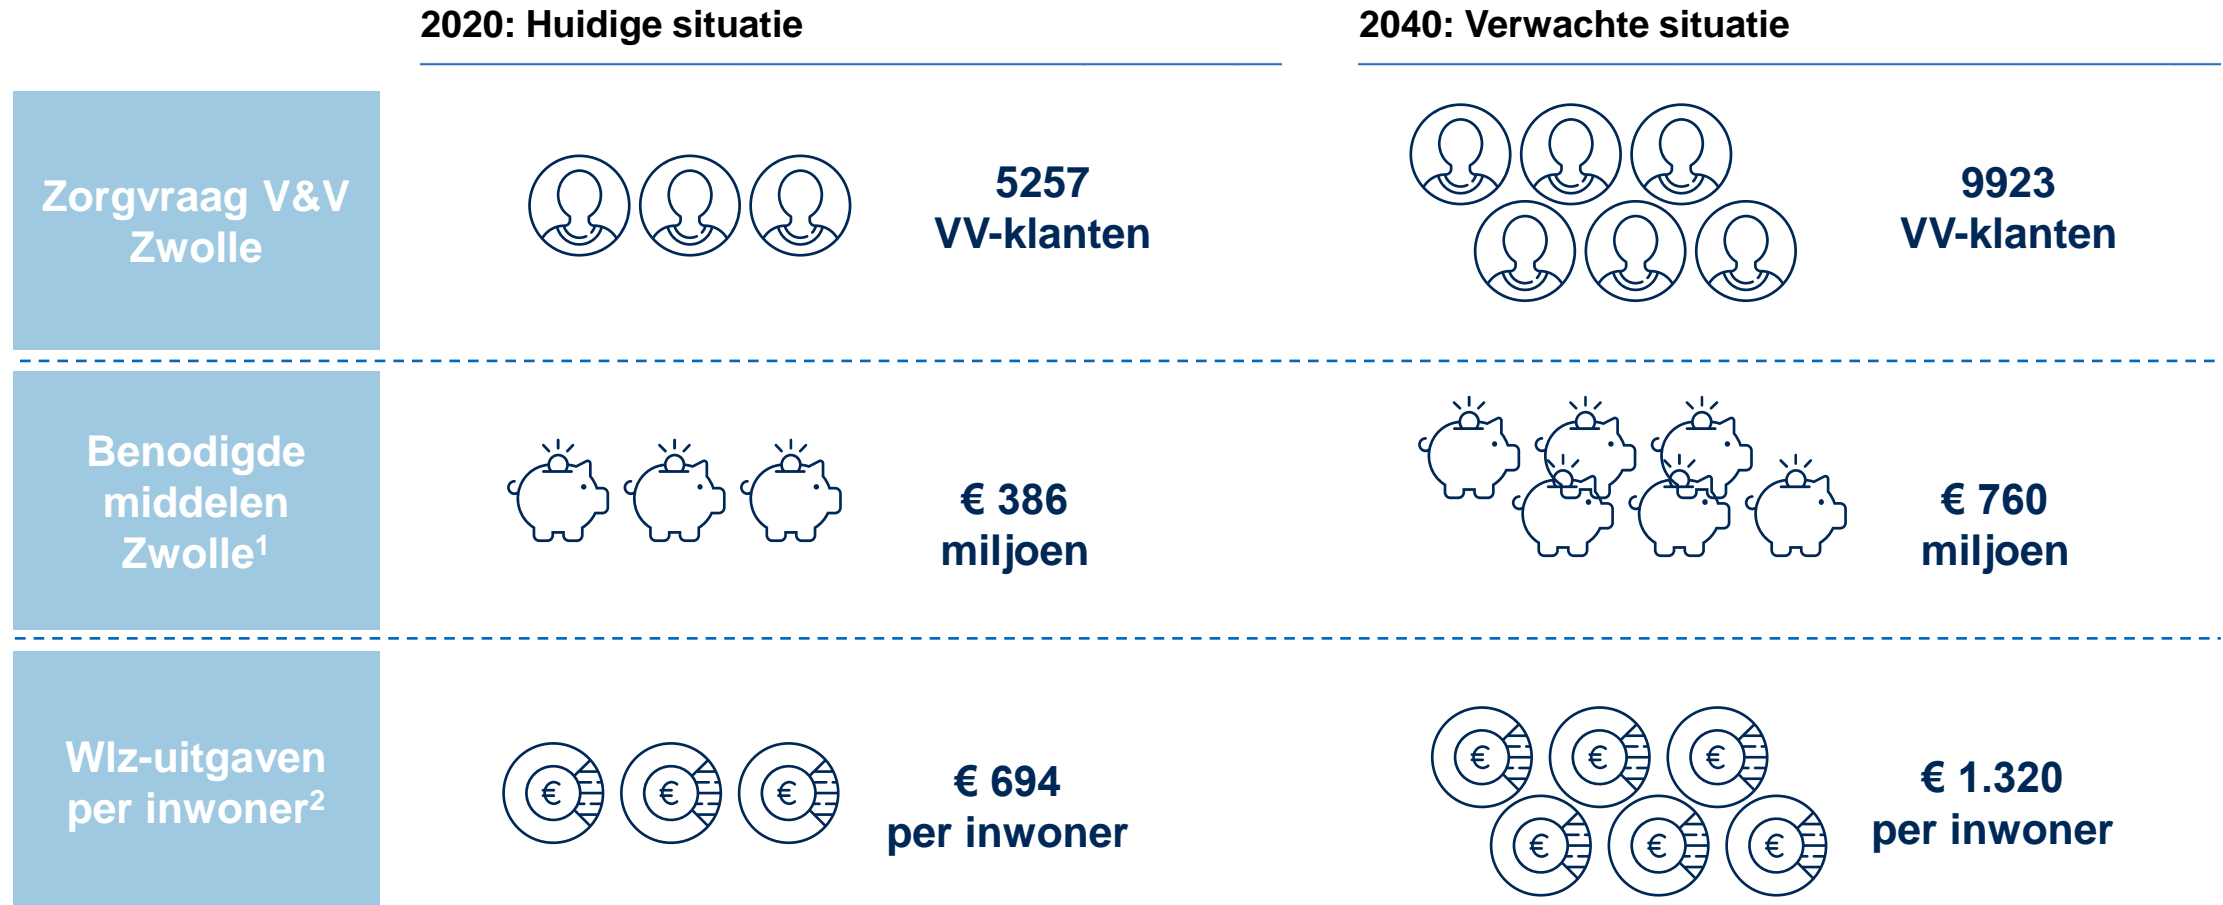 2020: Huidige situatie
2040: Verwachte situatie
Zorgvraag V&V
Zwolle
5257
VV-klanten
9923
VV-klanten
Benodigde
middelen
Zwolle¹
€ 386
miljoen
€ 760
miljoen
Wlz-uitgaven
per inwoner²
€ € €
€ 694
per inwoner
€ € €
€ € €
€ 1.320
per inwoner